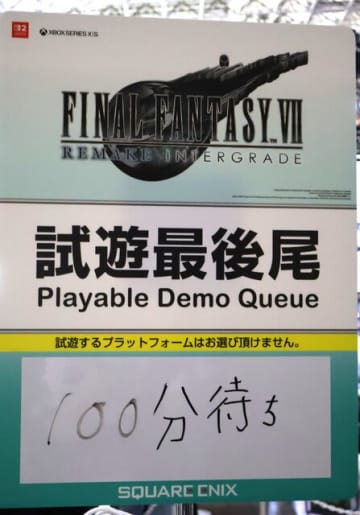 2
XBOX SERIES X|S
FINAL FANTASY VII
REMAKE INTERGRADE
試遊最後尾
Playable Demo Queue
試遊するプラットフォームはお選び頂けません。
100分待ち
SQUARE ENIX